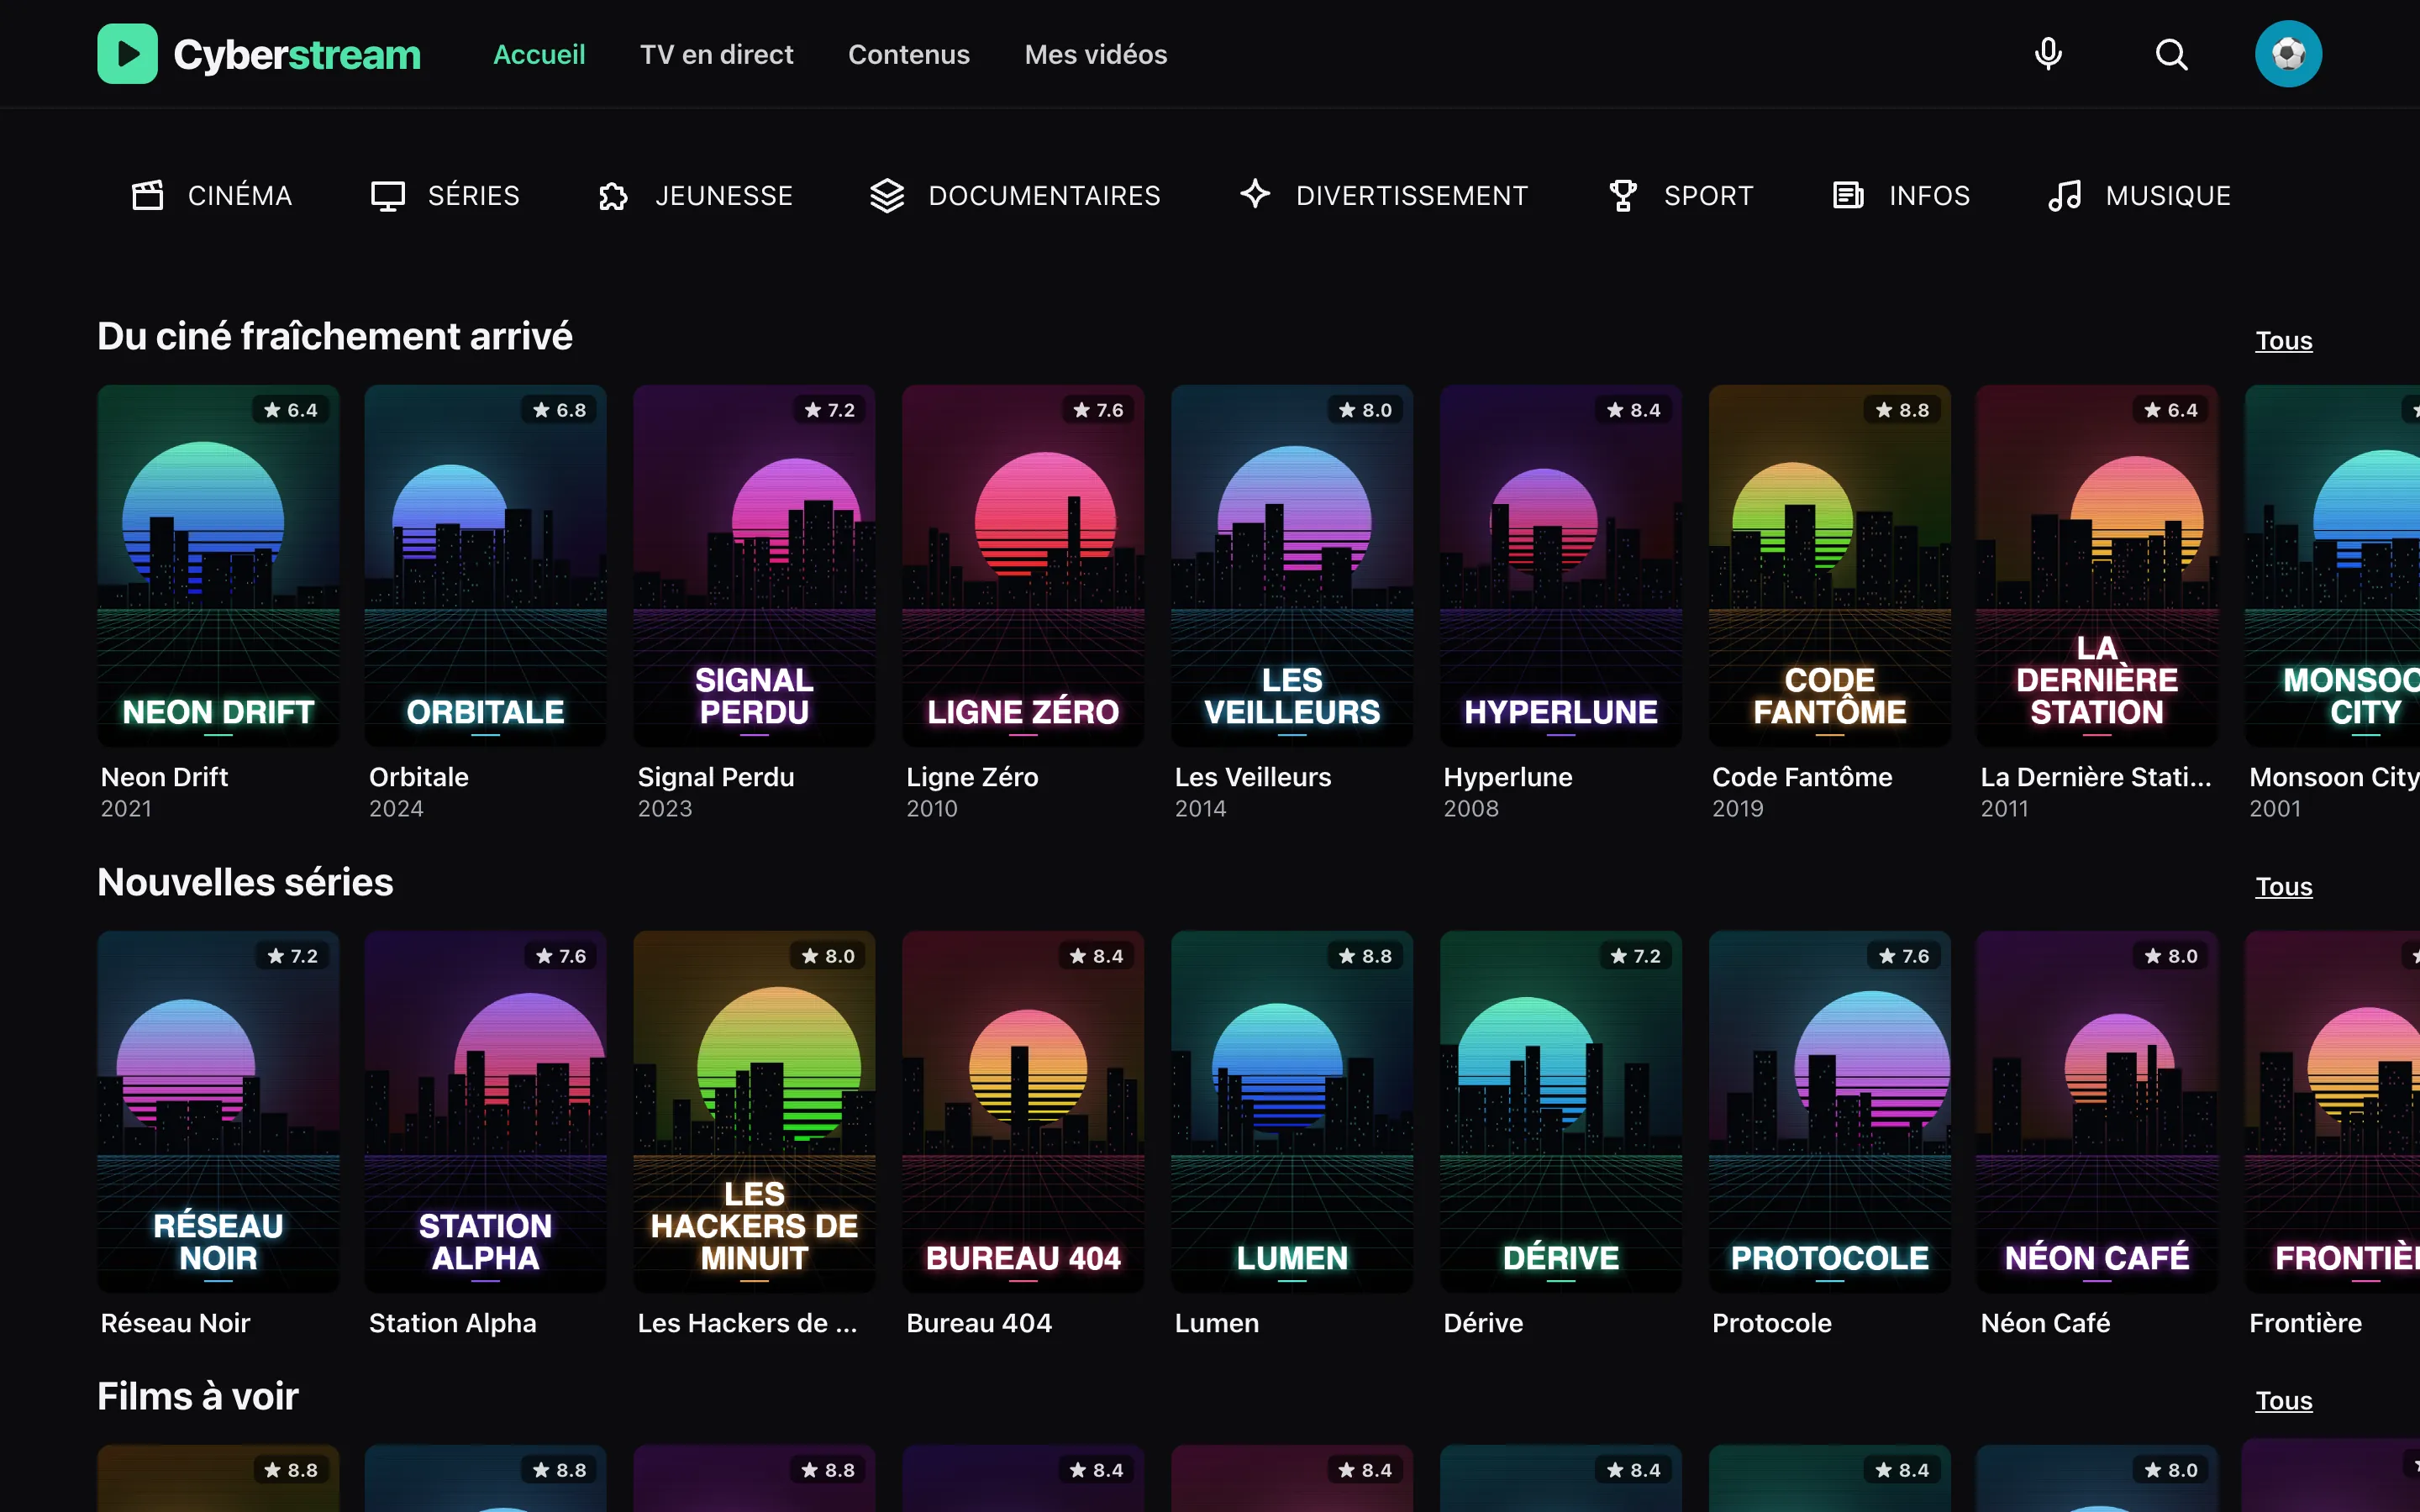 Cyberstream Accueil TV en direct Contenus Mes vidéos
CINÉMA SÉRIES JEUNESSE DOCUMENTAIRES DIVERTISSEMENT SPORT INFOS MUSIQUE
Du ciné fraîchement arrivé Tous
6.4 6.8 7.2 7.6 8.0 8.4 8.8 6.4
NEON DRIFT
ORBITALE
SIGNAL
PERDU
LIGNE ZÉRO
LES
VEILLEURS
HYPERLUNE
CODE
FANTÔME
LA
DERNIÈRE
STATION
MONSOO
CITY
Neon Drift Orbitale Signal Perdu Ligne Zéro Les Veilleurs Hyperlune Code Fantôme La Dernière Stati... Monsoon City
2021 2024 2023 2010 2014 2008 2019 2011 2001
Nouvelles séries Tous
7.2 7.6 8.0 8.4 8.8 7.2 7.6 8.0
RÉSEAU
NOIR
STATION
ALPHA
LES
HACKERS DE
MINUIT
BUREAU 404
LUMEN
DÉRIVE
PROTOCOLE
NÉON CAFÉ
FRONTIÈ
Réseau Noir Station Alpha Les Hackers de ... Bureau 404 Lumen Dérive Protocole Néon Café Frontière
Films à voir Tous
8.8 8.8 8.8 8.4 8.4 8.4 8.4 8.0